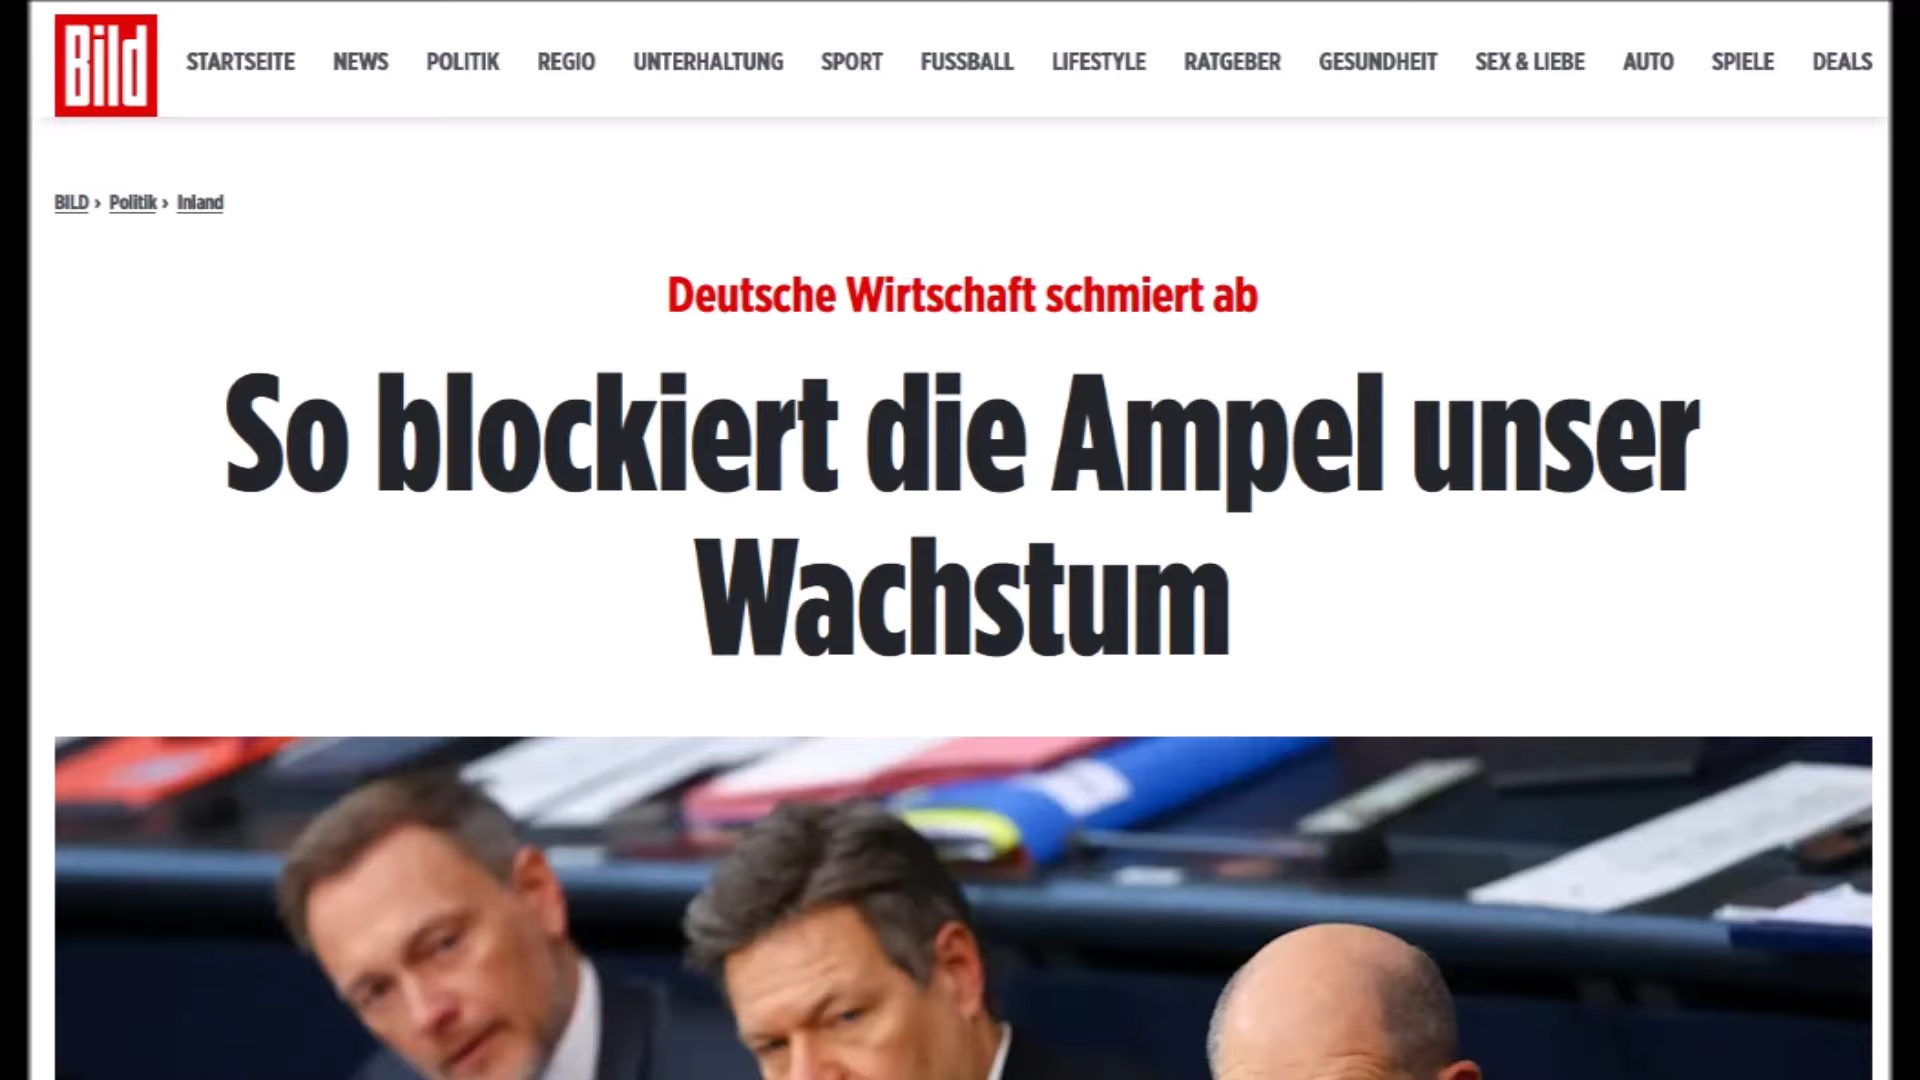 Bild STARTSEITE NEWS POLITIK REGIO UNTERHALTUNG SPORT FUSSBALL LIFESTYLE RATGEBER GESUNDHEIT SEX & LIEBE AUTO SPIELE DEALS
BILD › Politik › Inland
Deutsche Wirtschaft schmiert ab
So blockiert die Ampel unser
Wachstum